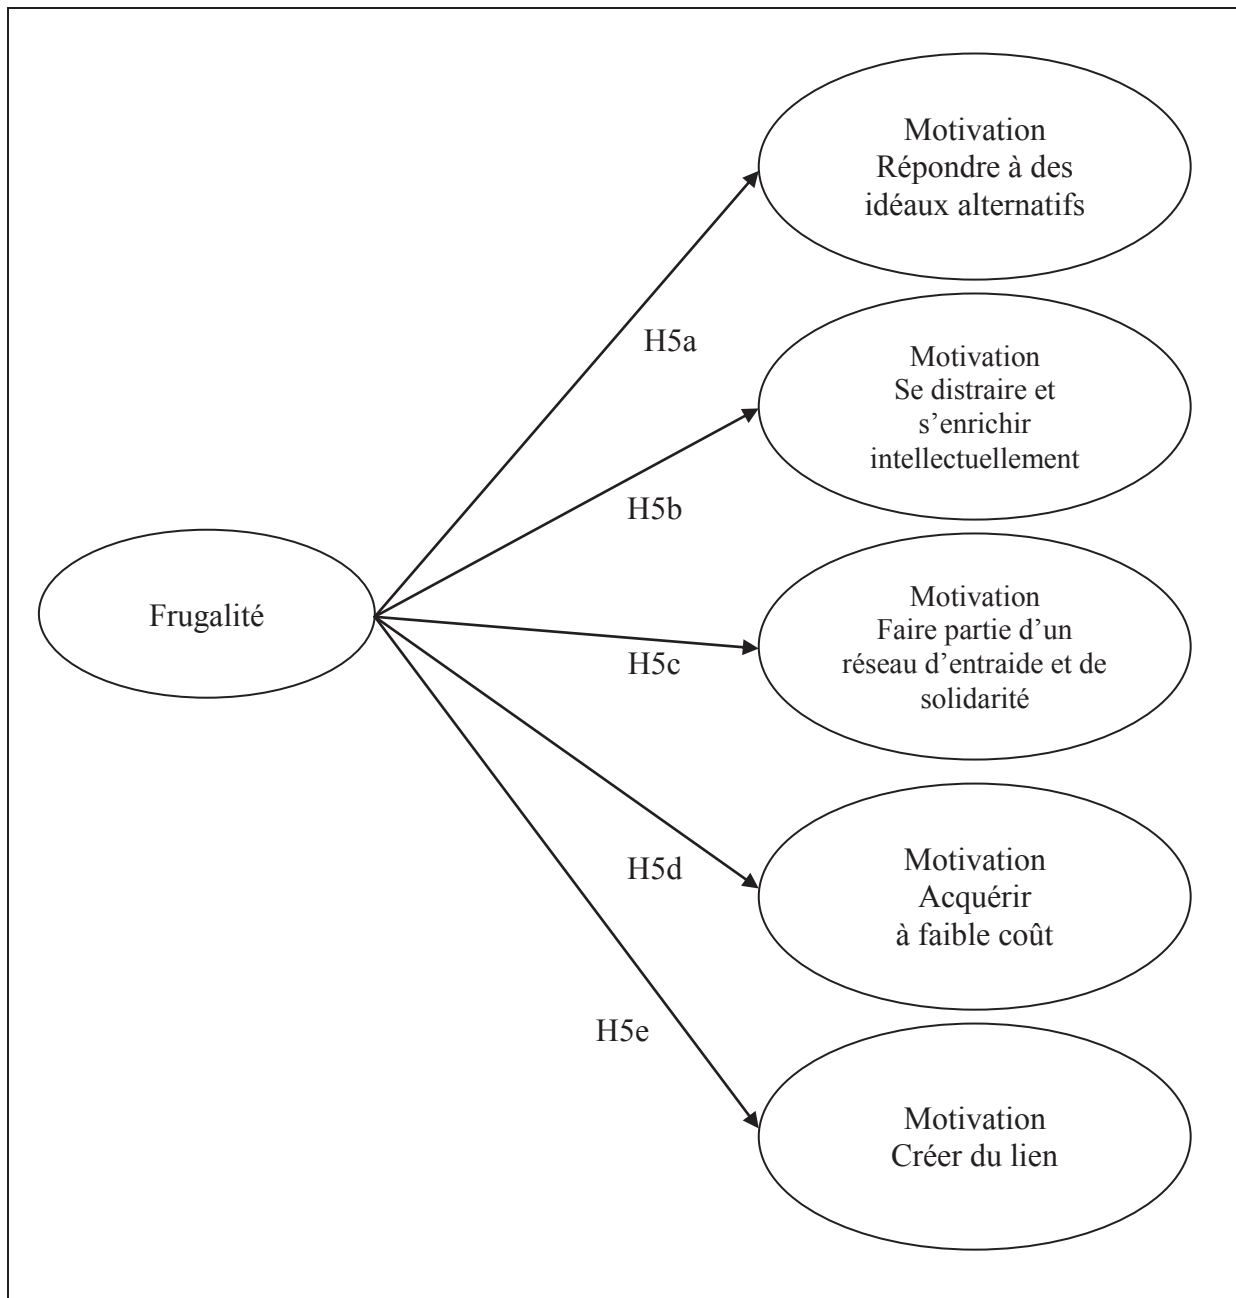 Motivation
Répondre à des
idéaux alternatifs
H5a
Motivation
Se distraire et
s’enrichir
intellectuellement
H5b
Frugalité
Motivation
Faire partie d’un
réseau d’entraide et de
solidarité
H5c
Motivation
Acquérir
à faible coût
H5d
H5e
Motivation
Créer du lien